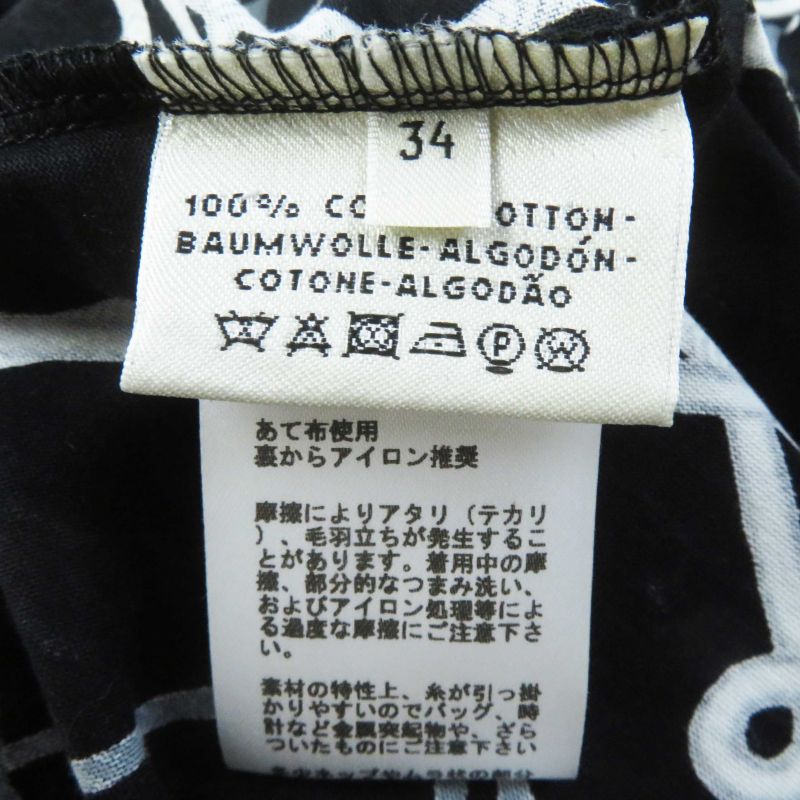 34
100% CO OTTON-
BAUMWOLLE-ALGODÓN-
COTONE-ALGODÃO
P W
あて布使用
裏からアイロン推奨
摩擦によりアタリ（テカリ
）、毛羽立ちが発生するこ
とがあります。着用中の摩
擦、部分的なつまみ洗い、
およびアイロン処理等によ
る過度な摩擦にご注意下さ
い。
素材の特性上、糸が引っ掛
かりやすいのでバッグ、時
計など金属突起物や、ざら
ついたものにご注意下さい